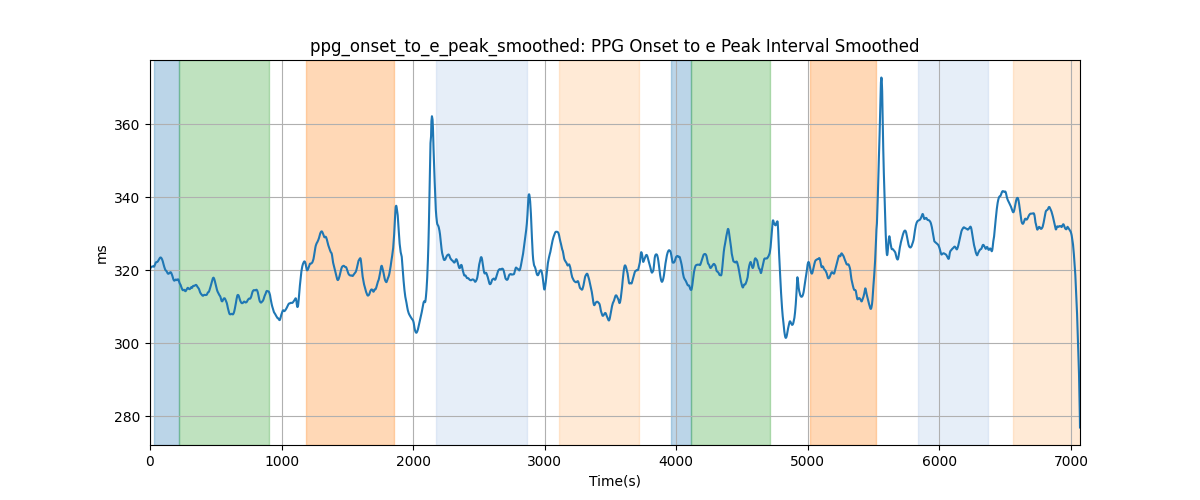 ppg_onset_to_e_peak_smoothed: PPG Onset to e Peak Interval Smoothed
360
340
320
300
280
ms
0 1000 2000 3000 4000 5000 6000 7000
Time(s)